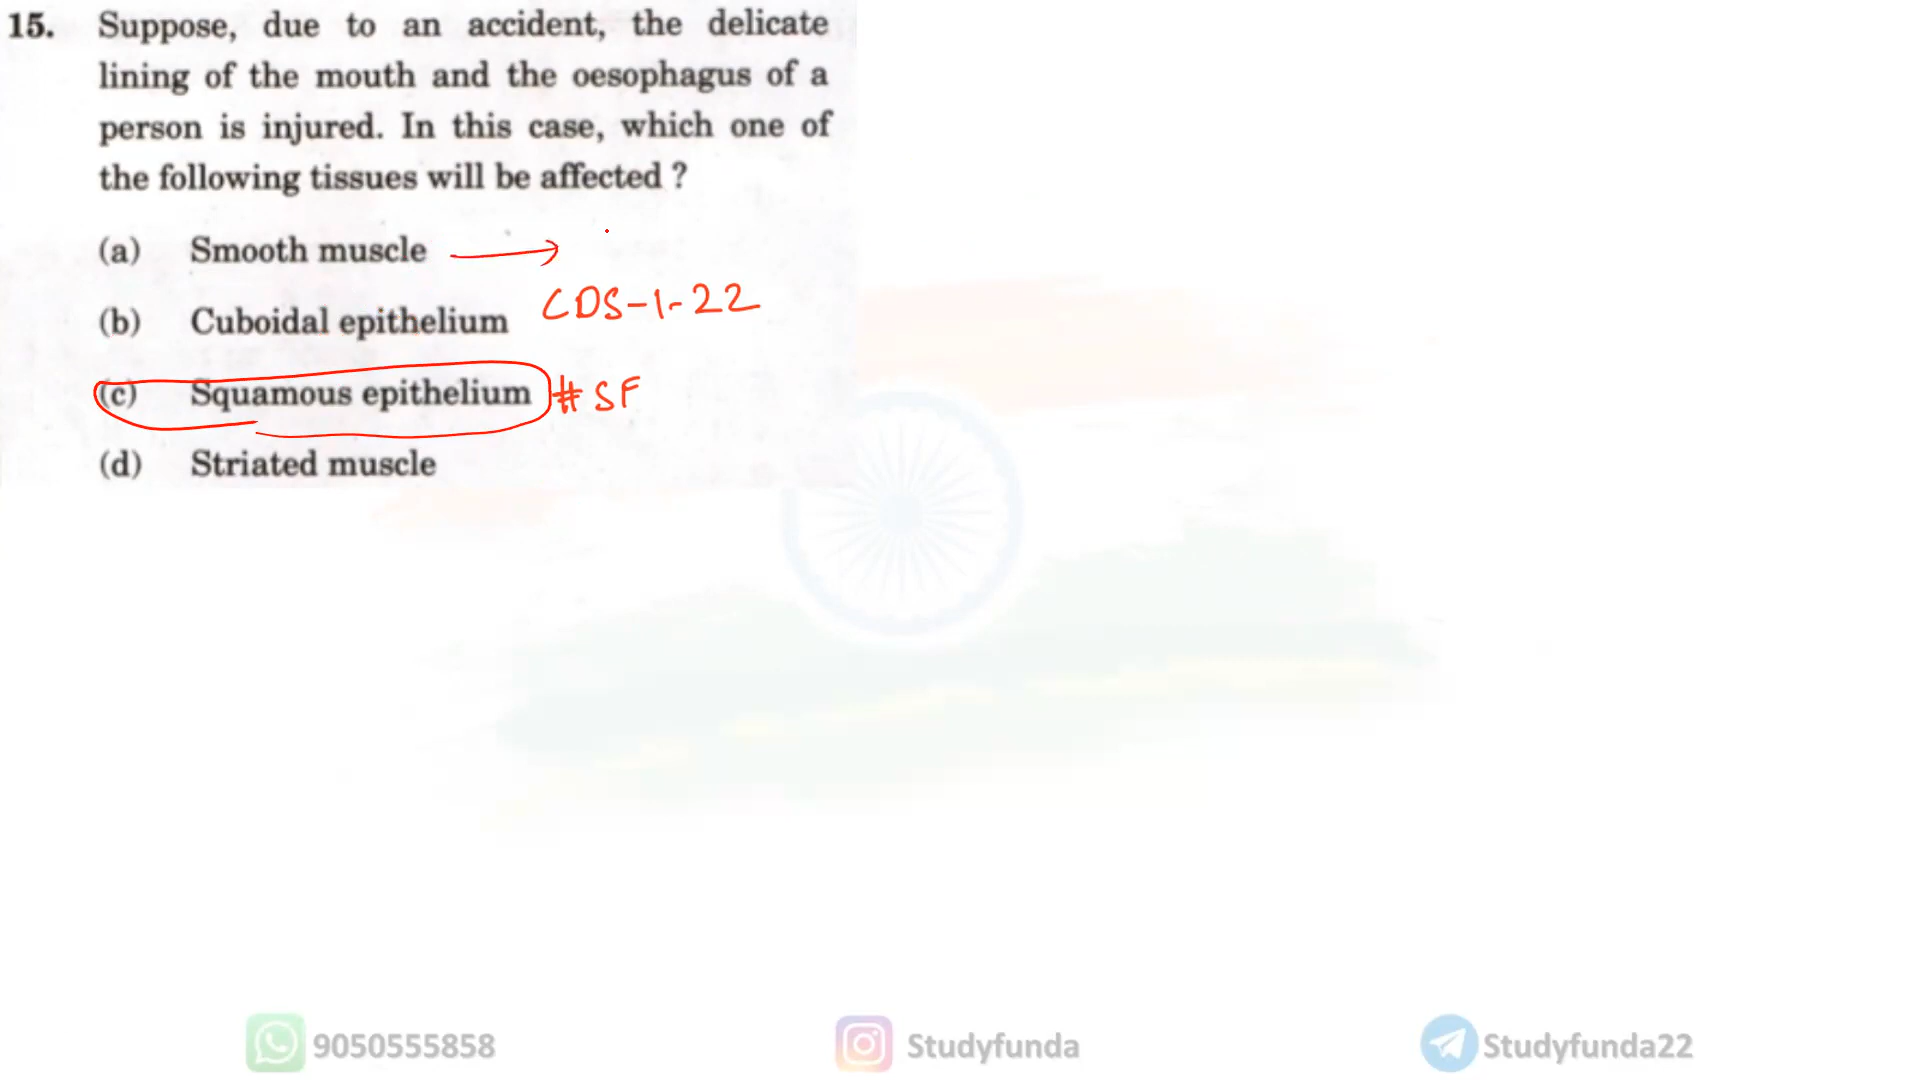 15. Suppose, due to an accident, the delicate
lining of the mouth and the oesophagus of a
person is injured. In this case, which one of
the following tissues will be affected ?
(a) Smooth muscle
(b) Cuboidal epithelium CDS-1-22
(c) Squamous epithelium #SF
(d) Striated muscle
9050555858 Studyfunda Studyfunda22